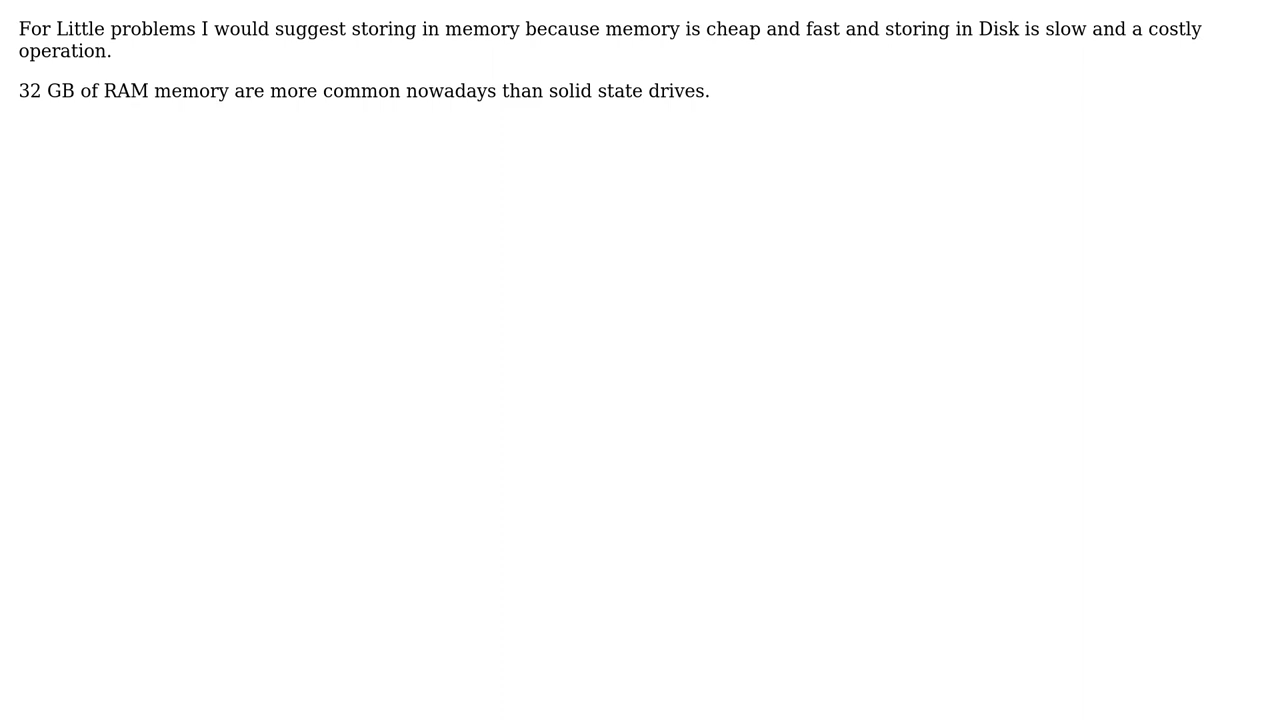 For Little problems I would suggest storing in memory because memory is cheap and fast and storing in Disk is slow and a costly
operation.
32 GB of RAM memory are more common nowadays than solid state drives.